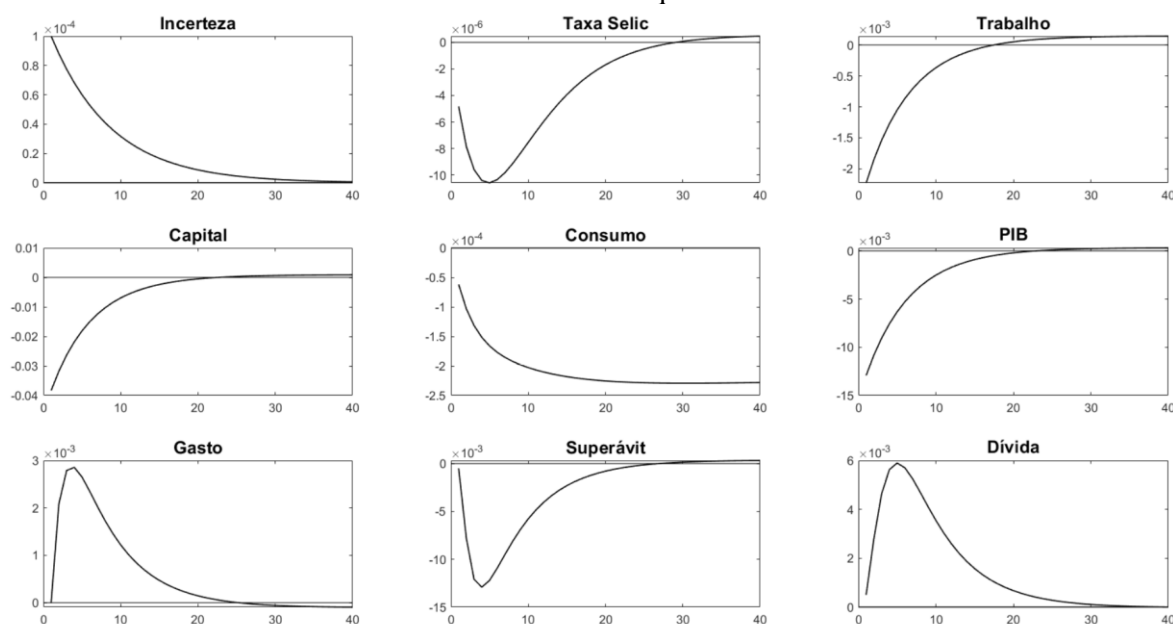 Incerteza Taxa Selic Trabalho
×10⁻⁴ ×10⁻⁶ ×10⁻³
1 0 0
0.8 -2 -0.5
0.6 -4 -1
0.4 -6 -1.5
0.2 -8 -2
0 -10
0 10 20 30 40 0 10 20 30 40 0 10 20 30 40
Capital Consumo PIB
×10⁻⁴ ×10⁻³
0.01 0 0
0 -0.5 -5
-0.01 -1 -10
-0.02 -1.5 -15
-0.03 -2
-0.04 -2.5
0 10 20 30 40 0 10 20 30 40 0 10 20 30 40
Gasto Superávit Dívida
×10⁻³ ×10⁻³ ×10⁻³
3 0 6
2 -5 4
1 -10 2
0 -15 0
0 10 20 30 40 0 10 20 30 40 0 10 20 30 40